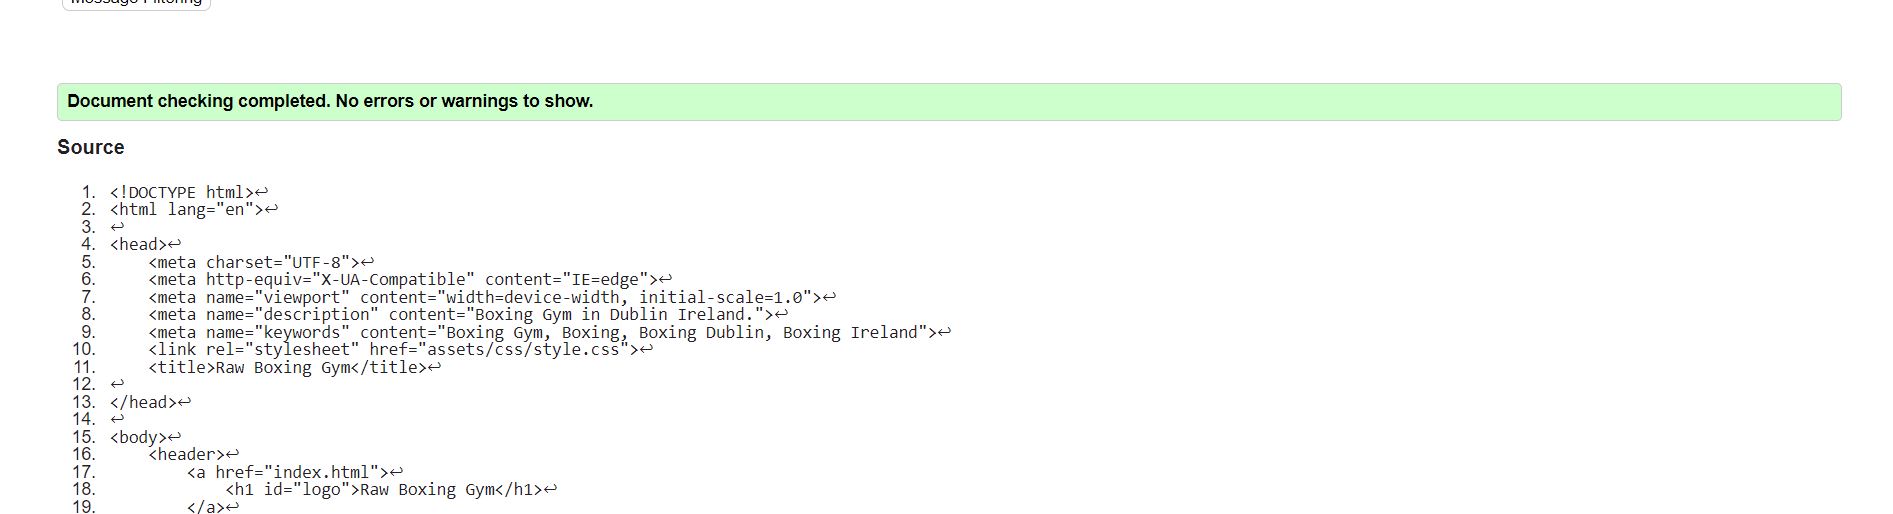 Message Filtering
Document checking completed. No errors or warnings to show.
Source
1. <!DOCTYPE html>↩
2. <html lang="en">↩
3. ↩
4. <head>↩
5.     <meta charset="UTF-8">↩
6.     <meta http-equiv="X-UA-Compatible" content="IE=edge">↩
7.     <meta name="viewport" content="width=device-width, initial-scale=1.0">↩
8.     <meta name="description" content="Boxing Gym in Dublin Ireland.">↩
9.     <meta name="keywords" content="Boxing Gym, Boxing, Boxing Dublin, Boxing Ireland">↩
10.     <link rel="stylesheet" href="assets/css/style.css">↩
11.     <title>Raw Boxing Gym</title>↩
12. ↩
13. </head>↩
14. ↩
15. <body>↩
16.     <header>↩
17.         <a href="index.html">↩
18.             <h1 id="logo">Raw Boxing Gym</h1>↩
19.         </a>↩